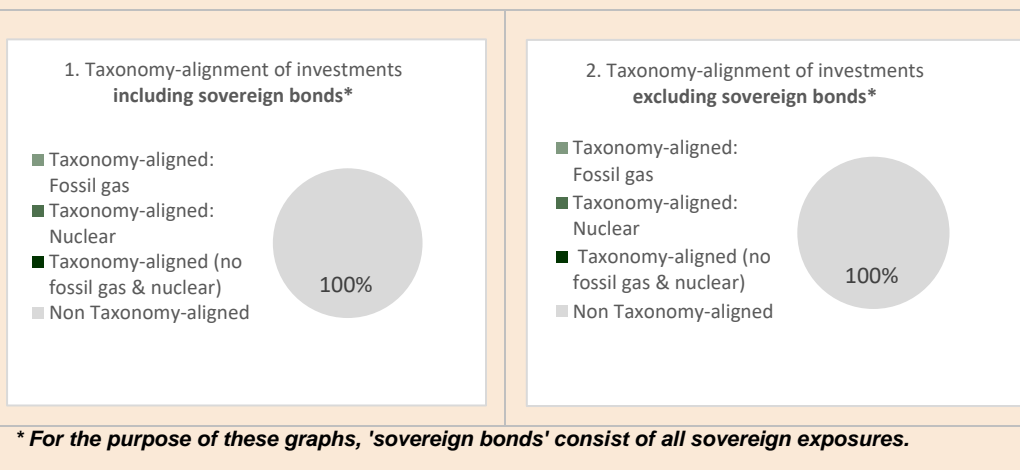 1. Taxonomy-alignment of investments
including sovereign bonds*
Taxonomy-aligned:
Fossil gas
Taxonomy-aligned:
Nuclear
Taxonomy-aligned (no
fossil gas & nuclear)
Non Taxonomy-aligned
100%
2. Taxonomy-alignment of investments
excluding sovereign bonds*
Taxonomy-aligned:
Fossil gas
Taxonomy-aligned:
Nuclear
Taxonomy-aligned (no
fossil gas & nuclear)
Non Taxonomy-aligned
100%
* For the purpose of these graphs, 'sovereign bonds' consist of all sovereign exposures.